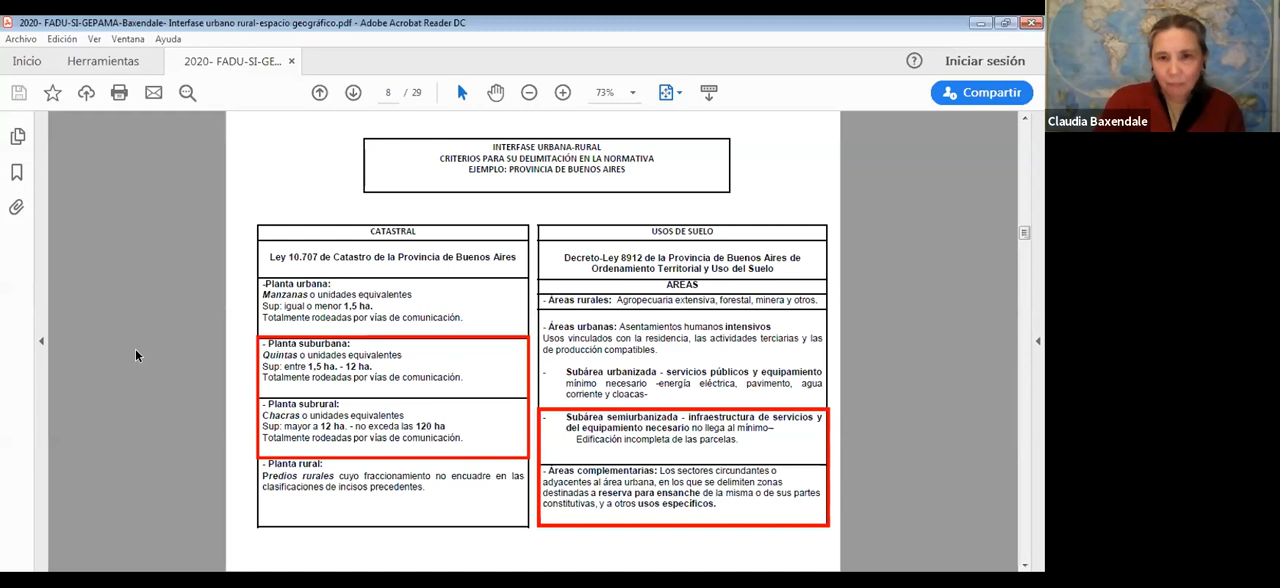 2020- FADU-SI-GEPAMA-Baxendale- Interfase urbano rural-espacio geográfico.pdf - Adobe Acrobat Reader DC
Archivo Edición Ver Ventana Ayuda
Inicio Herramientas 2020- FADU-SI-GE... × Iniciar sesión
8 / 29 73% Compartir
Claudia Baxendale
INTERFASE URBANA-RURAL
CRITERIOS PARA SU DELIMITACIÓN EN LA NORMATIVA
EJEMPLO: PROVINCIA DE BUENOS AIRES
CATASTRAL
Ley 10.707 de Catastro de la Provincia de Buenos Aires
-Planta urbana:
Manzanas o unidades equivalentes
Sup: igual o menor 1,5 ha.
Totalmente rodeadas por vías de comunicación.
- Planta suburbana:
Quintas o unidades equivalentes
Sup: entre 1,5 ha. - 12 ha.
Totalmente rodeadas por vías de comunicación.
- Planta subrural:
Chacras o unidades equivalentes
Sup: mayor a 12 ha. - no exceda las 120 ha
Totalmente rodeadas por vías de comunicación.
- Planta rural:
Predios rurales cuyo fraccionamiento no encuadre en las
clasificaciones de incisos precedentes.
USOS DE SUELO
Decreto-Ley 8912 de la Provincia de Buenos Aires de
Ordenamiento Territorial y Uso del Suelo
ÁREAS
- Áreas rurales: Agropecuaria extensiva, forestal, minera y otros.
- Áreas urbanas: Asentamientos humanos intensivos
Usos vinculados con la residencia, las actividades terciarias y las
de producción compatibles.
- Subárea urbanizada - servicios públicos y equipamiento
mínimo necesario -energía eléctrica, pavimento, agua
corriente y cloacas-
- Subárea semiurbanizada - infraestructura de servicios y
del equipamiento necesario no llega al mínimo–
Edificación incompleta de las parcelas.
- Áreas complementarias: Los sectores circundantes o
adyacentes al área urbana, en los que se delimiten zonas
destinadas a reserva para ensanche de la misma o de sus partes
constitutivas, y a otros usos específicos.